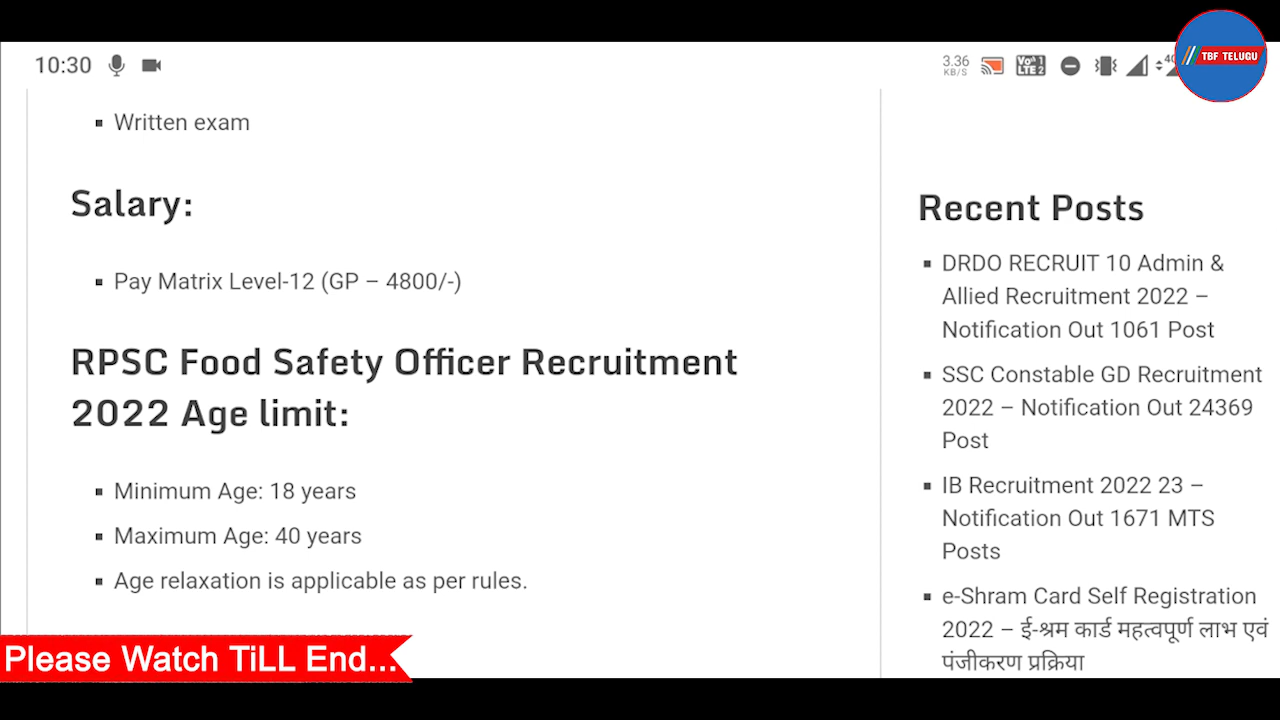 10:30
3.36
KB/S
Vo 1
LTE 2
TBF TELUGU
Written exam
Salary:
Pay Matrix Level-12 (GP – 4800/-)
RPSC Food Safety Officer Recruitment
2022 Age limit:
Minimum Age: 18 years
Maximum Age: 40 years
Age relaxation is applicable as per rules.
Recent Posts
DRDO RECRUIT 10 Admin &
Allied Recruitment 2022 –
Notification Out 1061 Post
SSC Constable GD Recruitment
2022 – Notification Out 24369
Post
IB Recruitment 2022 23 –
Notification Out 1671 MTS
Posts
e-Shram Card Self Registration
2022 – ई-श्रम कार्ड महत्वपूर्ण लाभ एवं
पंजीकरण प्रक्रिया
Please Watch TiLL End...